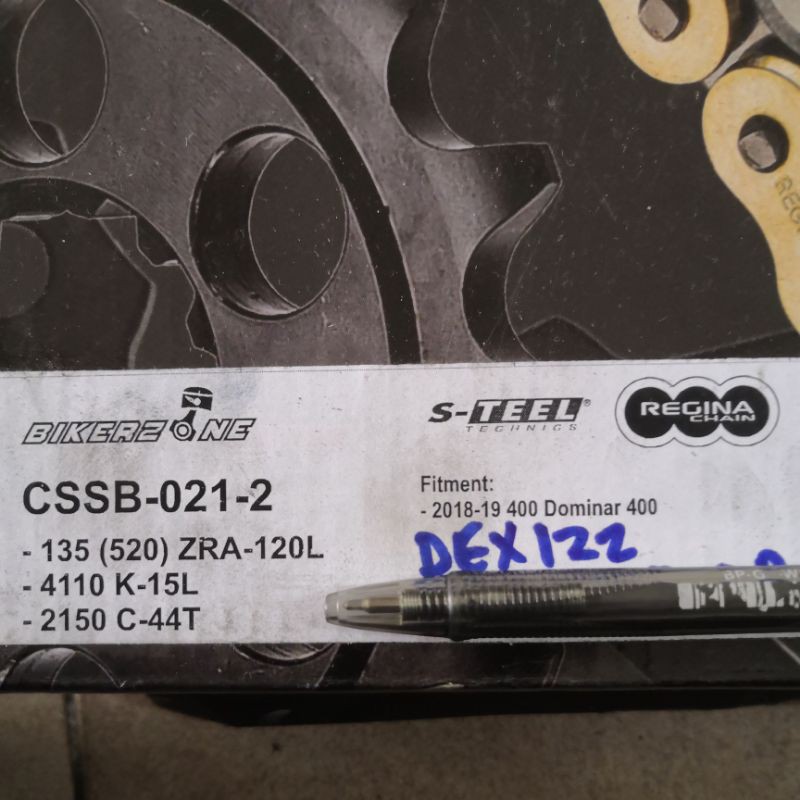 BIKERZONE
S-TEEL®
TECHNICS
REGINA
CHAIN
CSSB-021-2
- 135 (520) ZRA-120L
- 4110 K-15L
- 2150 C-44T
Fitment:
- 2018-19 400 Dominar 400
DEX122
BP-G